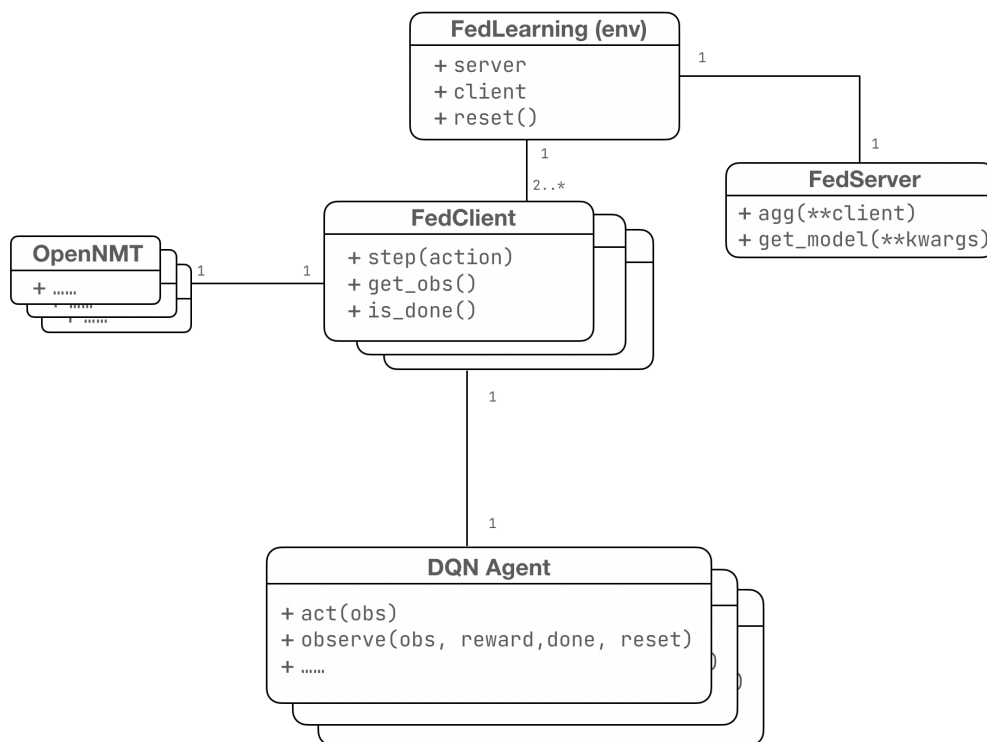 FedLearning (env)
+ server
+ client
+ reset()
1
1
1
2..*
FedServer
+ agg(**client)
+ get_model(**kwargs)
FedClient
+ step(action)
+ get_obs()
+ is_done()
OpenNMT
+ ......
......
+ ......
1
1
1
1
DQN Agent
+ act(obs)
+ observe(obs, reward,done, reset)
+ ......
)
)